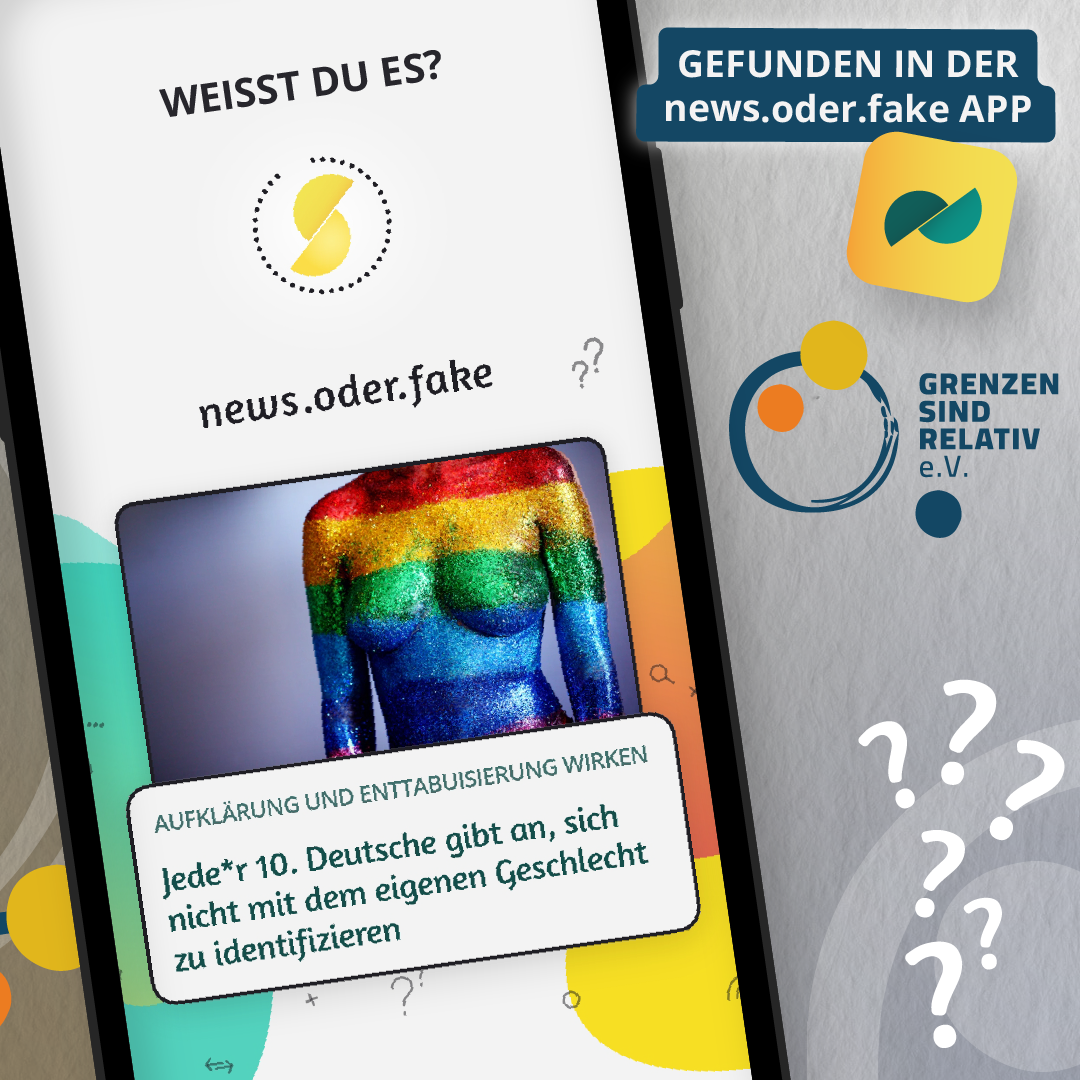 WEISST DU ES?
news.oder.fake
??
AUFKLÄRUNG UND ENTTABUISIERUNG WIRKEN
Jede*r 10. Deutsche gibt an, sich
nicht mit dem eigenen Geschlecht
zu identifizieren
GEFUNDEN IN DER
news.oder.fake APP
GRENZEN
SIND
RELATIV
e.V.
? ? ? ? ? ?